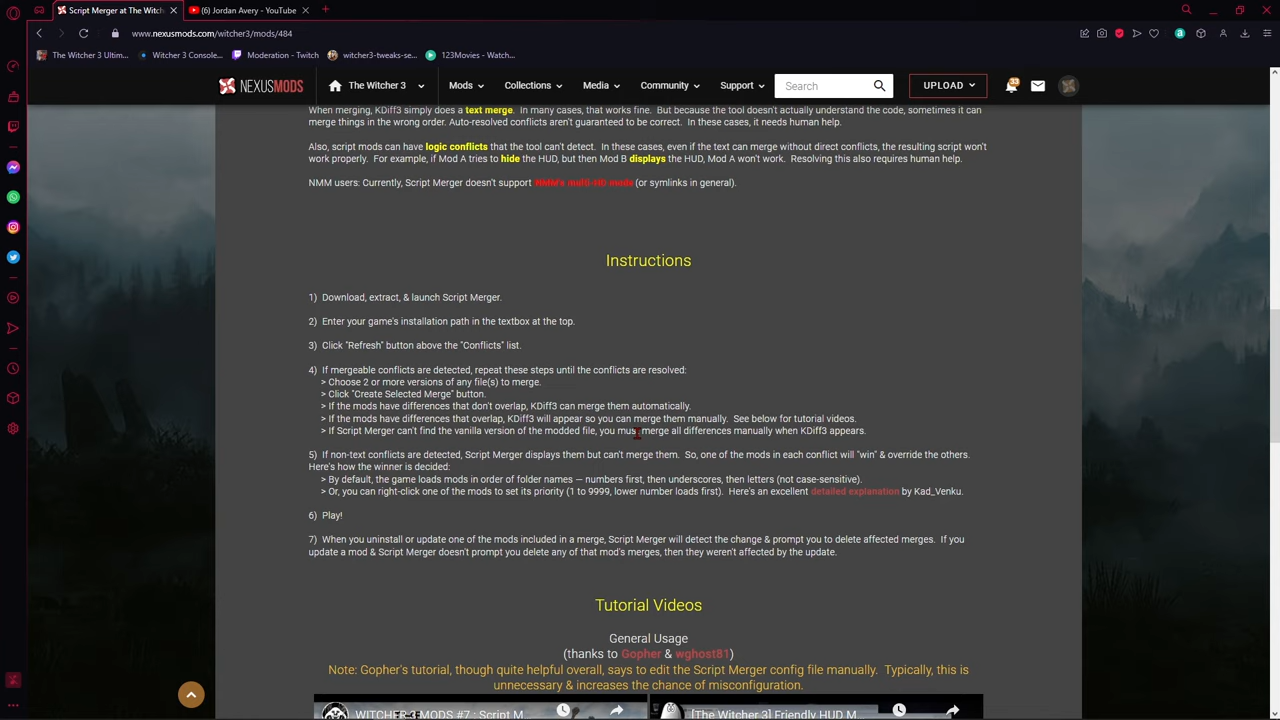 Script Merger at The Witch
(6) Jordan Avery - YouTube
www.nexusmods.com/witcher3/mods/484
The Witcher 3 Ultim...
Witcher 3 Console...
Moderation - Twitch
witcher3-tweaks-se...
123Movies - Watch...
NEXUSMODS
The Witcher 3
Mods
Collections
Media
Community
Support
Search
UPLOAD
When merging, KDiff3 simply does a text merge. In many cases, that works fine. But because the tool doesn't actually understand the code, sometimes it can
merge things in the wrong order. Auto-resolved conflicts aren't guaranteed to be correct. In these cases, it needs human help.
Also, script mods can have logic conflicts that the tool can't detect. In these cases, even if the text can merge without direct conflicts, the resulting script won't
work properly. For example, if Mod A tries to hide the HUD, but then Mod B displays the HUD, Mod A won't work. Resolving this also requires human help.
NMM users: Currently, Script Merger doesn't support NMM's multi-HD mode (or symlinks in general).
Instructions
1) Download, extract, & launch Script Merger.
2) Enter your game's installation path in the textbox at the top.
3) Click "Refresh" button above the "Conflicts" list.
4) If mergeable conflicts are detected, repeat these steps until the conflicts are resolved:
> Choose 2 or more versions of any file(s) to merge.
> Click "Create Selected Merge" button.
> If the mods have differences that don't overlap, KDiff3 can merge them automatically.
> If the mods have differences that overlap, KDiff3 will appear so you can merge them manually. See below for tutorial videos.
> If Script Merger can't find the vanilla version of the modded file, you must merge all differences manually when KDiff3 appears.
5) If non-text conflicts are detected, Script Merger displays them but can't merge them. So, one of the mods in each conflict will "win" & override the others.
Here's how the winner is decided:
> By default, the game loads mods in order of folder names — numbers first, then underscores, then letters (not case-sensitive).
> Or, you can right-click one of the mods to set its priority (1 to 9999, lower number loads first). Here's an excellent detailed explanation by Kad_Venku.
6) Play!
7) When you uninstall or update one of the mods included in a merge, Script Merger will detect the change & prompt you to delete affected merges. If you
update a mod & Script Merger doesn't prompt you delete any of that mod's merges, then they weren't affected by the update.
Tutorial Videos
General Usage
(thanks to Gopher & wghost81)
Note: Gopher's tutorial, though quite helpful overall, says to edit the Script Merger config file manually. Typically, this is
unnecessary & increases the chance of misconfiguration.
WITCHER 3 MODS #7 : Script M...
[The Witcher 3] Friendly HUD M...